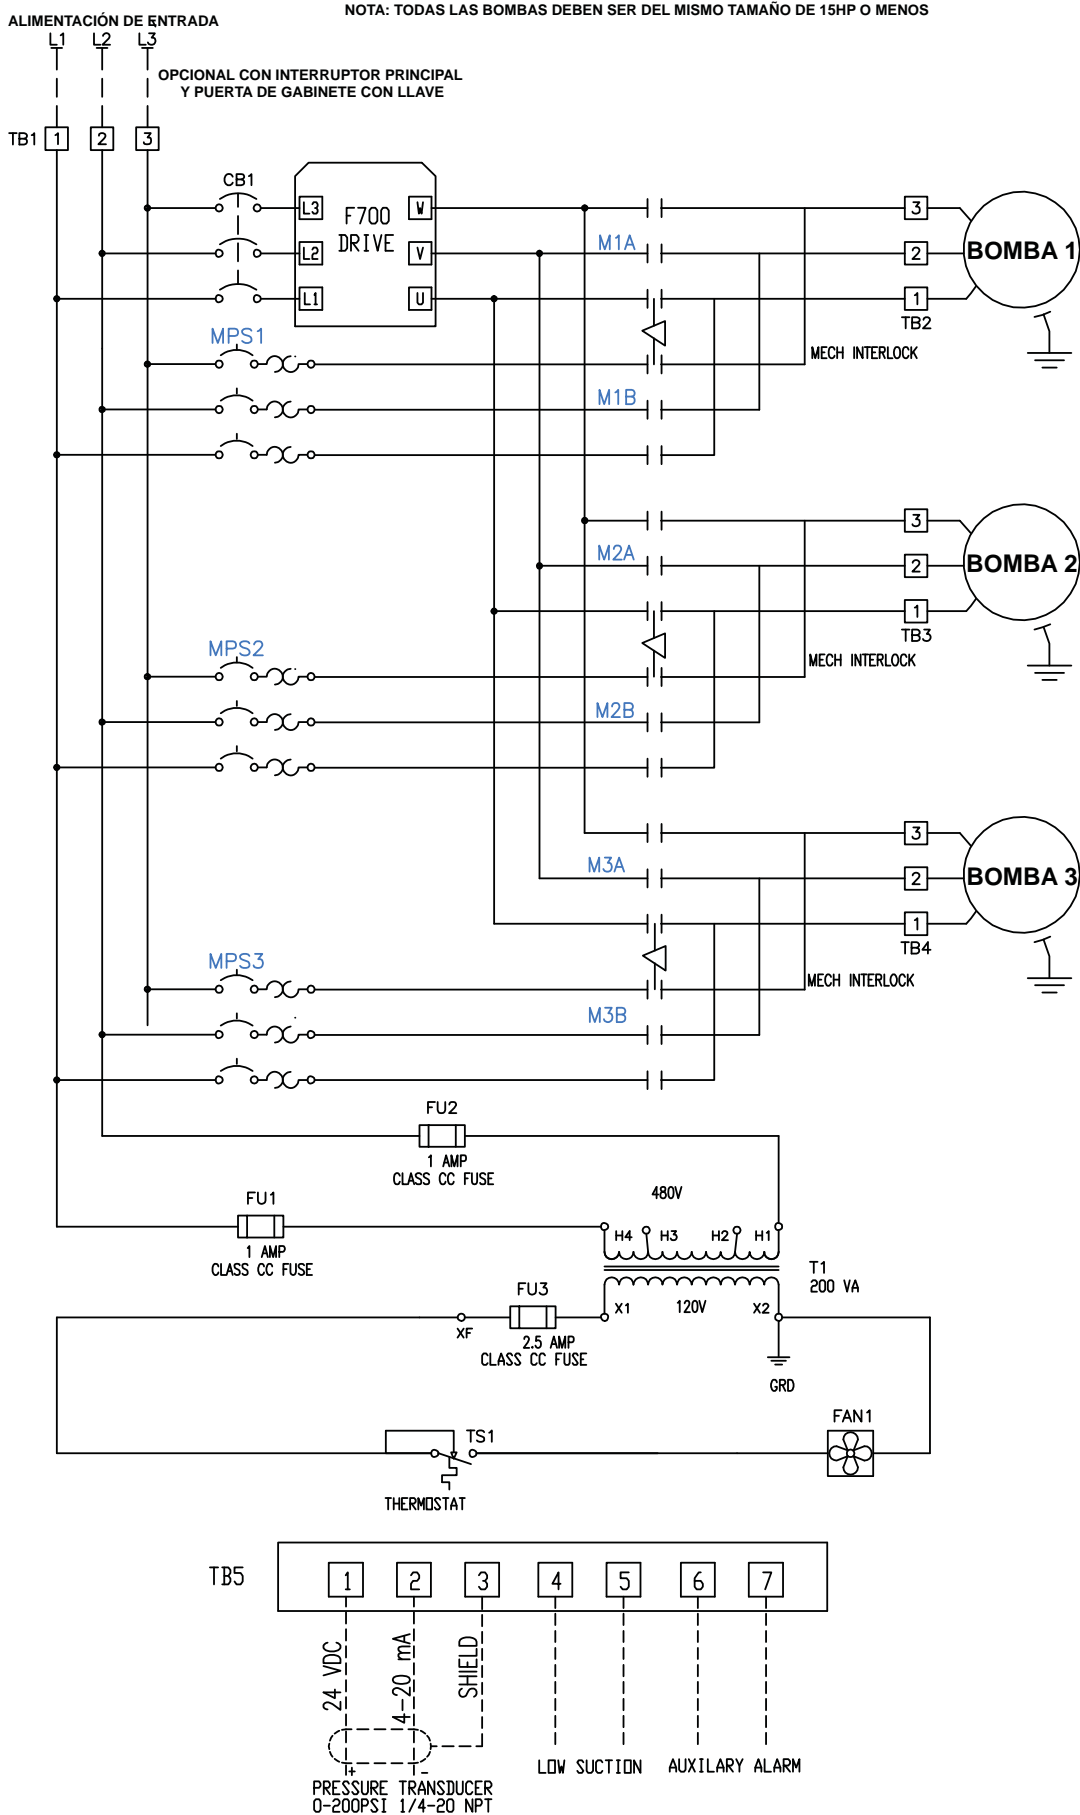 NOTA: TODAS LAS BOMBAS DEBEN SER DEL MISMO TAMAÑO DE 15HP O MENOS
ALIMENTACIÓN DE ENTRADA
L1 L2 L3
OPCIONAL CON INTERRUPTOR PRINCIPAL
Y PUERTA DE GABINETE CON LLAVE
TB1 1 2 3
CB1
L3 F700 W
DRIVE
L2 V
L1 U
M1A
3
2
1
TB2
BOMBA 1
MPS1
MECH INTERLOCK
M1B
M2A
3
2
1
TB3
BOMBA 2
MPS2
MECH INTERLOCK
M2B
M3A
3
2
1
TB4
BOMBA 3
MPS3
MECH INTERLOCK
M3B
FU2
1 AMP
CLASS CC FUSE
FU1
1 AMP
CLASS CC FUSE
480V
H4 H3 H2 H1
T1
200 VA
FU3
X1 120V X2
XF
2.5 AMP
CLASS CC FUSE
GRD
FAN1
TS1
THERMOSTAT
TB5 1 2 3 4 5 6 7
24 VDC
4-20 mA
SHIELD
LOW SUCTION AUXILARY ALARM
+ -
PRESSURE TRANSDUCER
0-200PSI 1/4-20 NPT